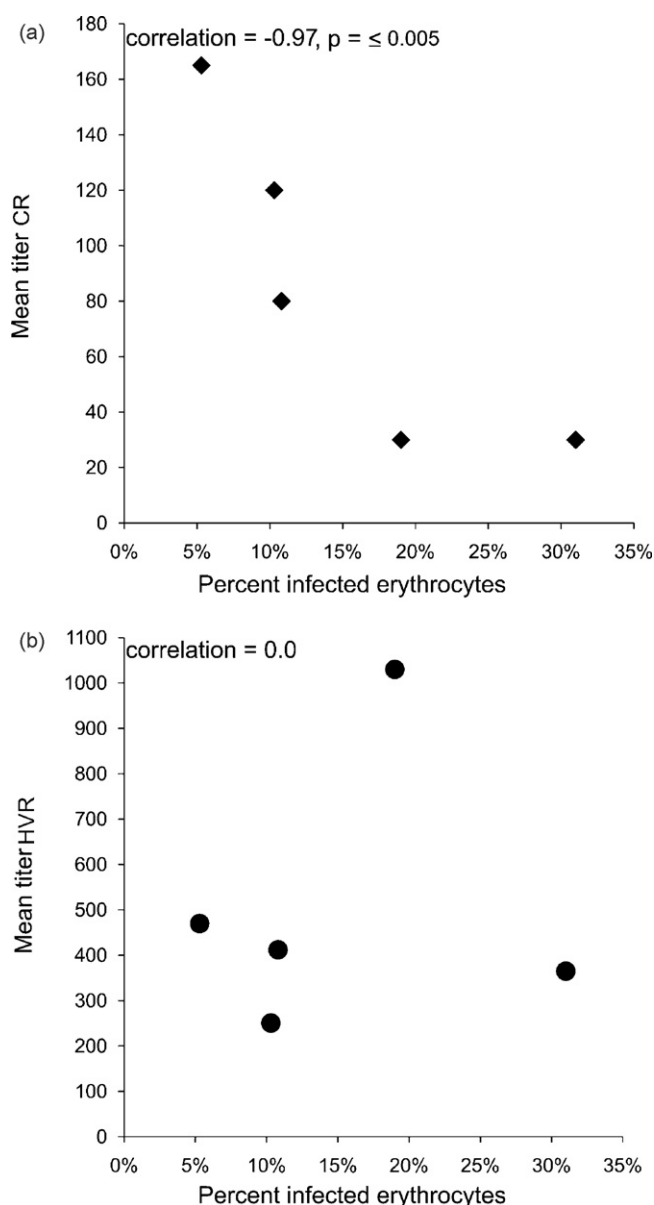 (a)
correlation = -0.97, p = ≤ 0.005
180
160
140
120
100
80
60
40
20
0
Mean titer CR
0% 5% 10% 15% 20% 25% 30% 35%
Percent infected erythrocytes
(b)
correlation = 0.0
1100
1000
900
800
700
600
500
400
300
200
100
0
Mean titer HVR
0% 5% 10% 15% 20% 25% 30% 35%
Percent infected erythrocytes